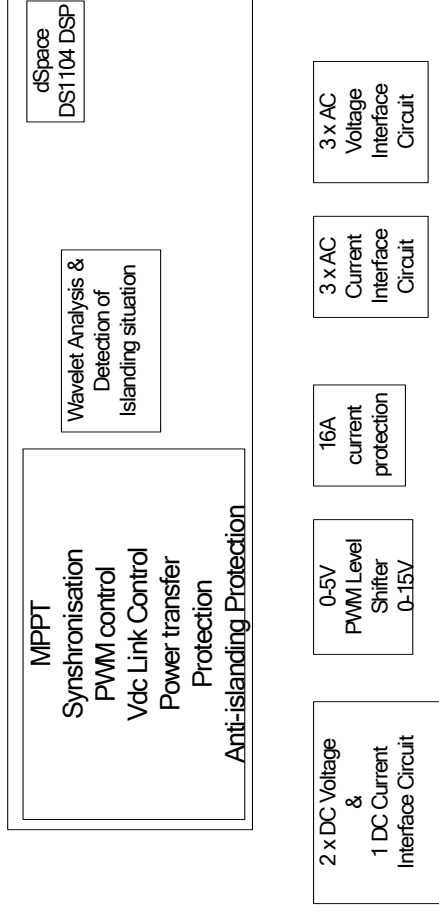 MPPT
Synshronisation
PWM control
Vdc Link Control
Power transfer
Protection
Anti-islanding Protection
Wavelet Analysis &
Detection of
Islanding situation
dSpace
DS1104 DSP
2 x DC Voltage
&
1 DC Current
Interface Circuit
0-5V
PWM Level
Shifter
0-15V
16A
current
protection
3 x AC
Current
Interface
Circuit
3 x AC
Voltage
Interface
Circuit